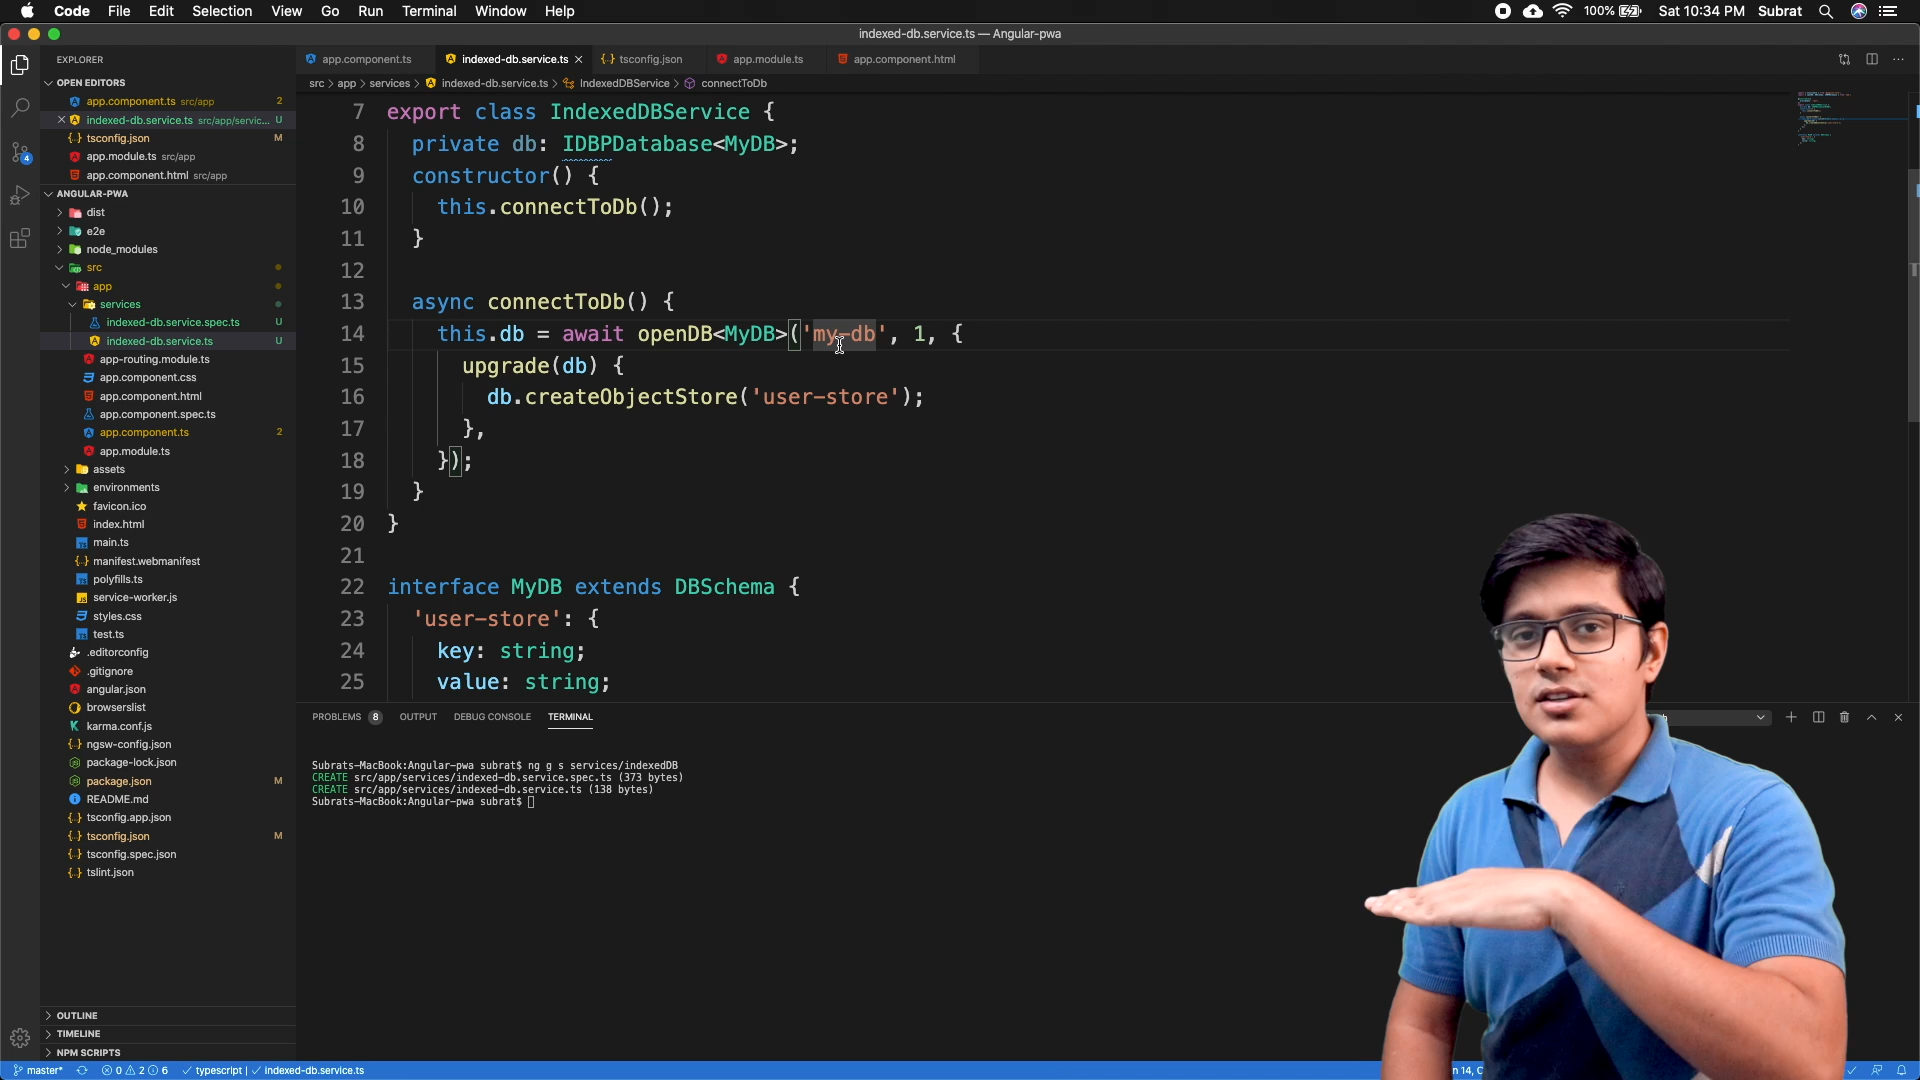 Code File Edit Selection View Go Run Terminal Window Help 100% Sat 10:34 PM Subrat
indexed-db.service.ts — Angular-pwa
EXPLORER
app.component.ts indexed-db.service.ts tsconfig.json app.module.ts app.component.html
src > app > services > indexed-db.service.ts > IndexedDBService > connectToDb
OPEN EDITORS
app.component.ts src/app 2
indexed-db.service.ts src/app/servic... U
tsconfig.json M
app.module.ts src/app
app.component.html src/app
ANGULAR-PWA
dist
e2e
node_modules
src
app
services
indexed-db.service.spec.ts U
indexed-db.service.ts U
app-routing.module.ts
app.component.css
app.component.html
app.component.spec.ts
app.component.ts 2
app.module.ts
assets
environments
favicon.ico
index.html
main.ts
manifest.webmanifest
polyfills.ts
service-worker.js
styles.css
test.ts
.editorconfig
.gitignore
angular.json
browserslist
karma.conf.js
ngsw-config.json
package-lock.json
package.json M
README.md
tsconfig.app.json
tsconfig.json M
tsconfig.spec.json
tslint.json
OUTLINE
TIMELINE
NPM SCRIPTS
4
7 export class IndexedDBService {
8 private db: IDBPDatabase<MyDB>;
9 constructor() {
10 this.connectToDb();
11 }
12
13 async connectToDb() {
14 this.db = await openDB<MyDB>('my-db', 1, {
15 upgrade(db) {
16 db.createObjectStore('user-store');
17 },
18 });
19 }
20 }
21
22 interface MyDB extends DBSchema {
23 'user-store': {
24 key: string;
25 value: string;
PROBLEMS 8 OUTPUT DEBUG CONSOLE TERMINAL
Subrats-MacBook:Angular-pwa subrat$ ng g s services/indexedDB
CREATE src/app/services/indexed-db.service.spec.ts (373 bytes)
CREATE src/app/services/indexed-db.service.ts (138 bytes)
Subrats-MacBook:Angular-pwa subrat$
master* 0 2 6 typescript | indexed-db.service.ts n 14, C